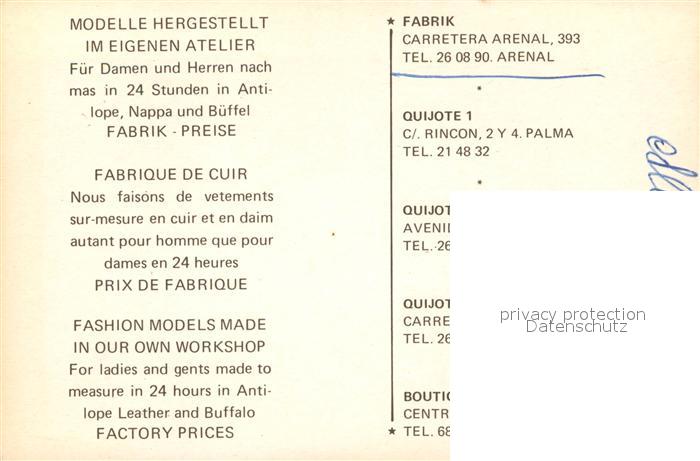 MODELLE HERGESTELLT
IM EIGENEN ATELIER
Für Damen und Herren nach
mas in 24 Stunden in Anti-
lope, Nappa und Büffel
FABRIK - PREISE
FABRIQUE DE CUIR
Nous faisons de vetements
sur-mesure en cuir et en daim
autant pour homme que pour
dames en 24 heures
PRIX DE FABRIQUE
FASHION MODELS MADE
IN OUR OWN WORKSHOP
For ladies and gents made to
measure in 24 hours in Anti-
lope Leather and Buffalo
FACTORY PRICES
FABRIK
CARRETERA ARENAL, 393
TEL. 26 08 90. ARENAL
QUIJOTE 1
C/. RINCON, 2 Y 4. PALMA
TEL. 21 48 32
QUIJOT
AVENI
TEL. 26
QUIJOT
CARRE
TEL. 26
BOUTI
CENTR
TEL. 68
privacy protection
Datenschutz